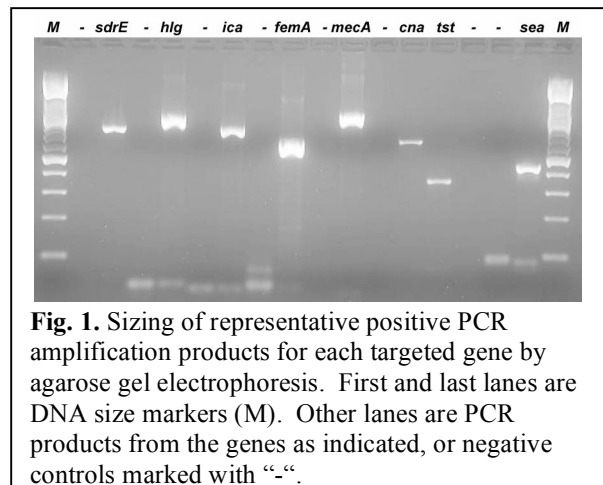 M - sdrE - hlg - ica - femA - mecA - cna tst - - sea M
Fig. 1. Sizing of representative positive PCR
amplification products for each targeted gene by
agarose gel electrophoresis. First and last lanes are
DNA size markers (M). Other lanes are PCR
products from the genes as indicated, or negative
controls marked with “-“.